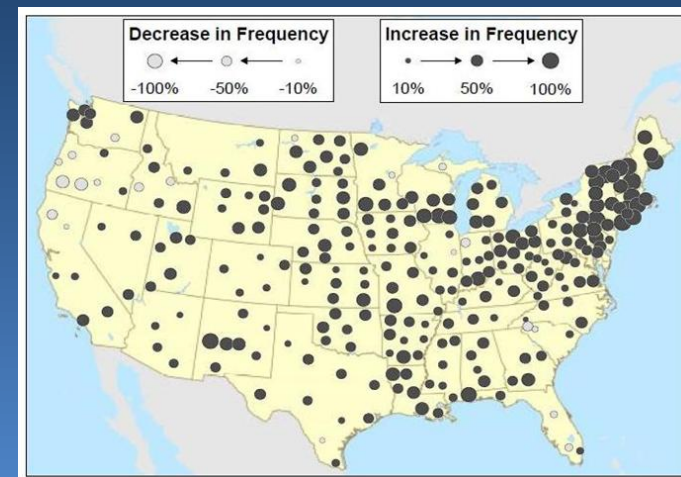 Decrease in Frequency
-100% -50% -10%
Increase in Frequency
10% 50% 100%